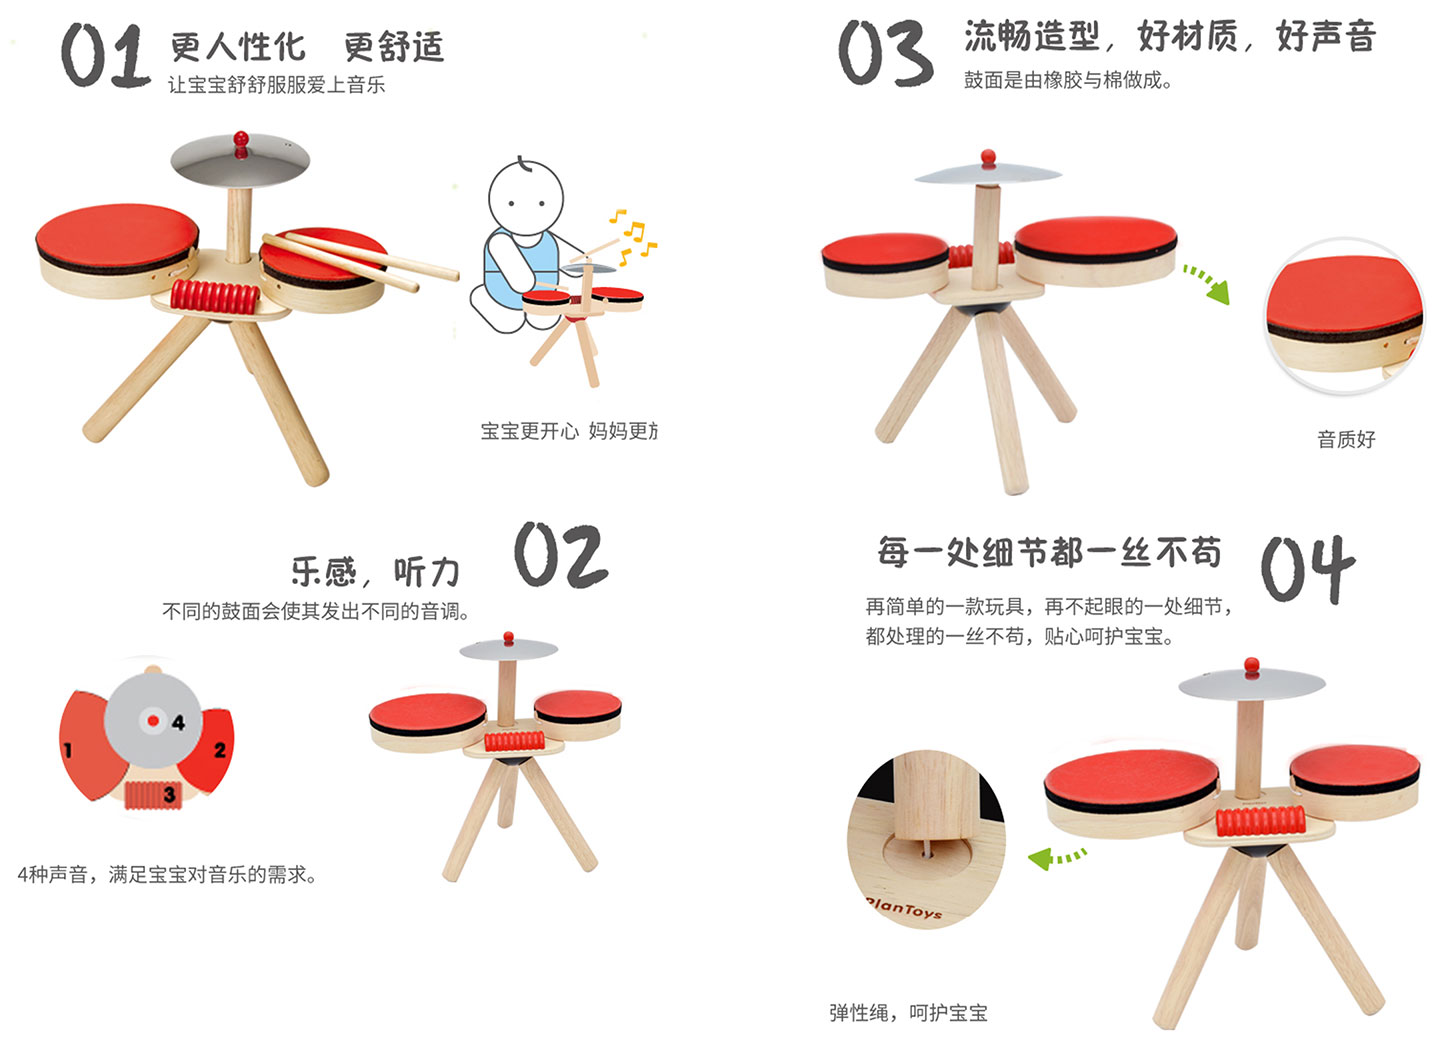 01
更人性化 更舒适
让宝宝舒舒服服爱上音乐
宝宝更开心 妈妈更
02
乐感，听力
不同的鼓面会使其发出不同的音调。
1
4
2
3
4种声音，满足宝宝对音乐的需求。
03
流畅造型，好材质，好声音
鼓面是由橡胶与棉做成。
音质好
每一处细节都一丝不苟
04
再简单的一款玩具，再不起眼的一处细节，
都处理的一丝不苟，贴心呵护宝宝。
PlanToys
弹性绳，呵护宝宝